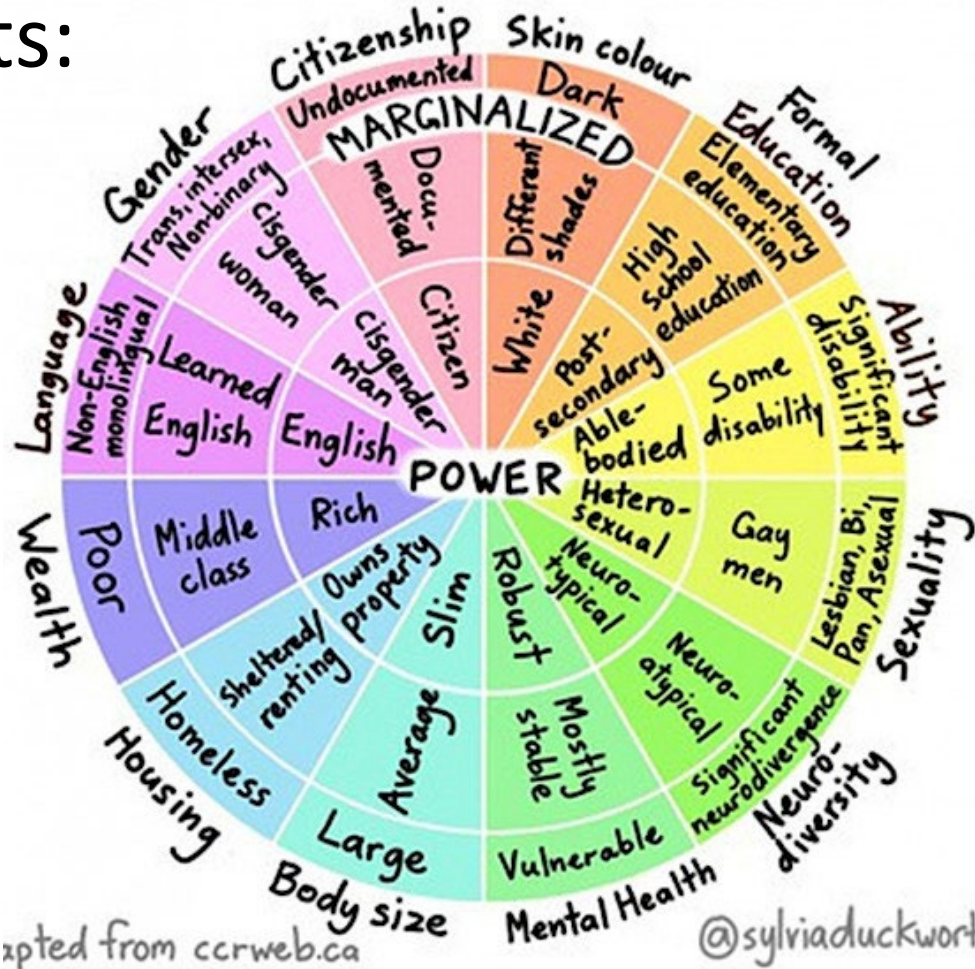 ts:
Citizenship
Undocumented
Docu-
mented
Citizen
Skin colour
Dark
Different
shades
White
Formal
Education
Elementary
education
High
school
education
Post-
secondary
Ability
Significant
disability
Some
disability
Able-
bodied
Sexuality
Lesbian, Bi,
Pan, Asexual
Gay
men
Hetero-
sexual
Neuro-
diversity
Significant
neurodivergence
Neuro-
atypical
Neuro-
typical
Mental Health
Vulnerable
Mostly
stable
Robust
Body size
Large
Average
Slim
Housing
Homeless
Sheltered/
renting
Owns
property
Wealth
Poor
Middle
class
Rich
Language
Non-English
monolingual
Learned
English
English
Gender
Trans, intersex,
Non-binary
cisgender
woman
cisgender
man
MARGINALIZED
POWER
apted from ccrweb.ca
@sylviaduckwort